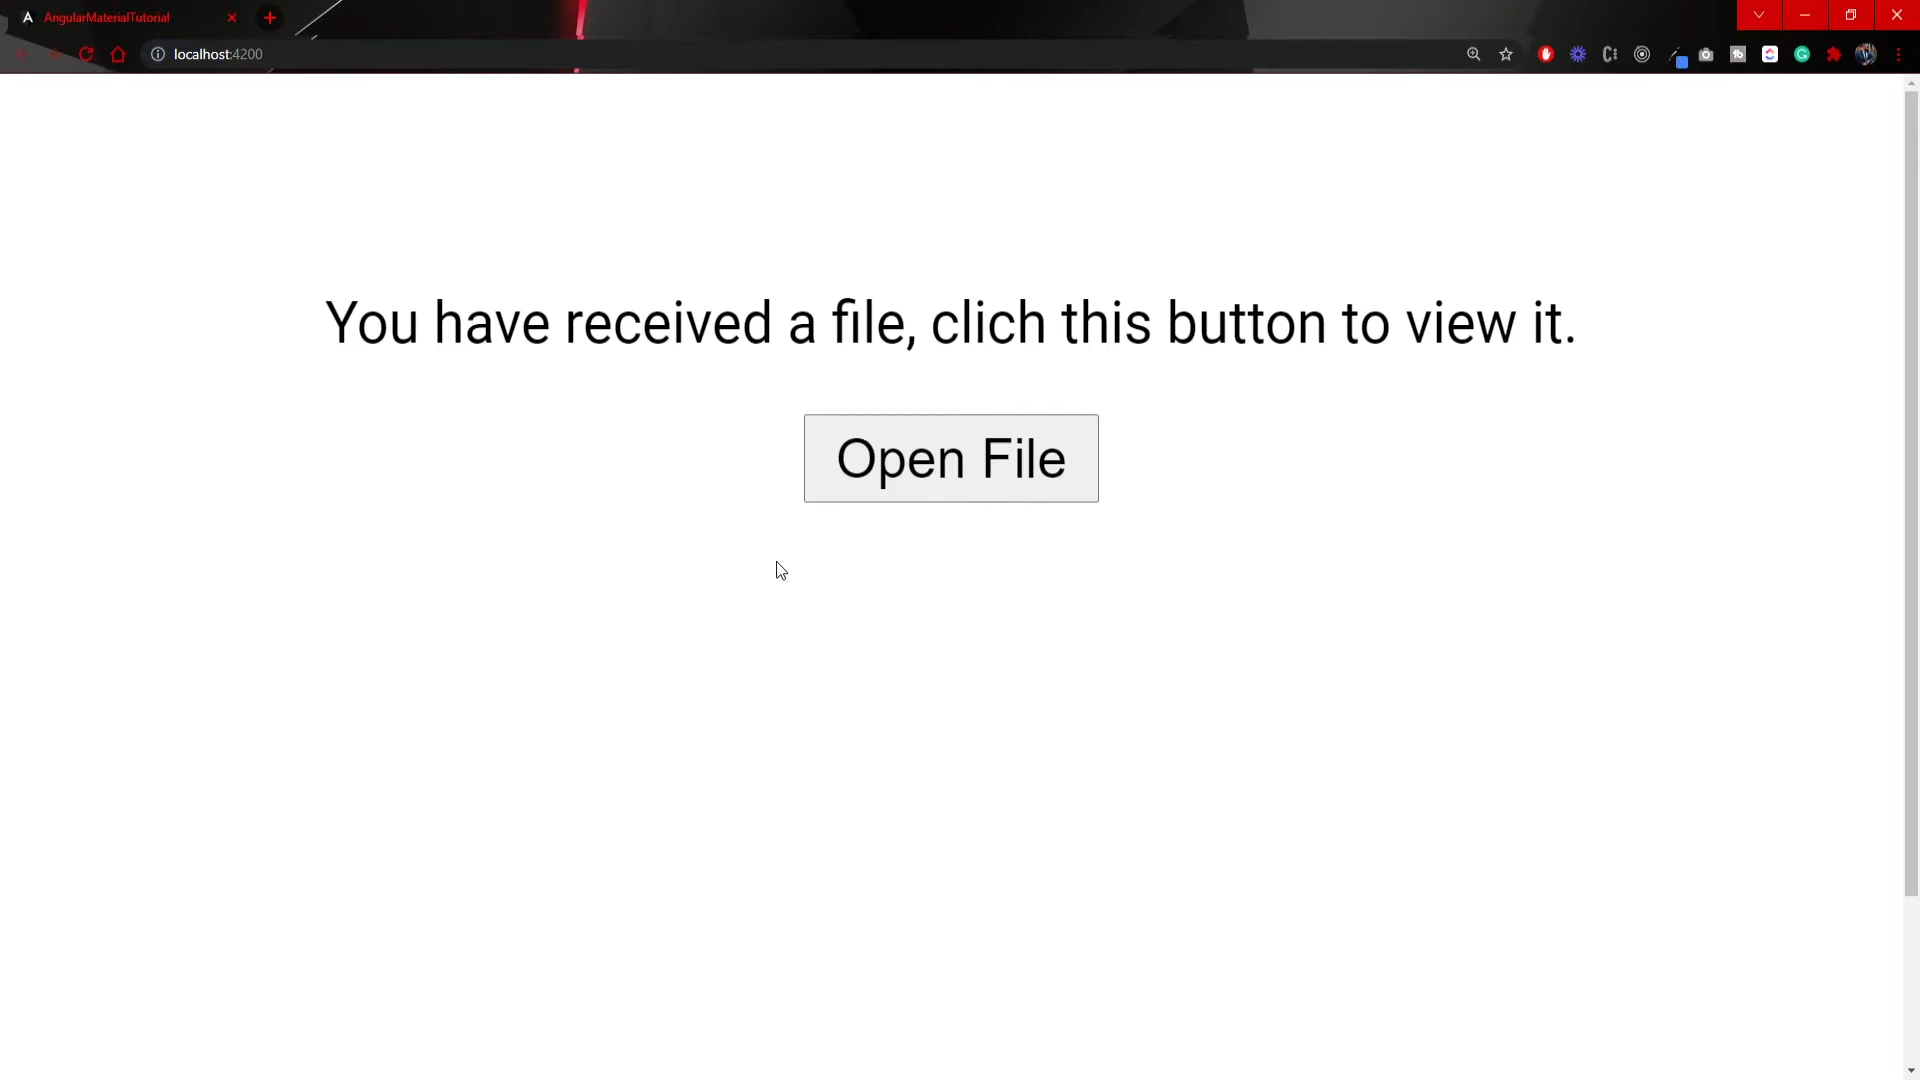 AngularMaterialTutorial
localhost:4200
You have received a file, clich this button to view it.
Open File